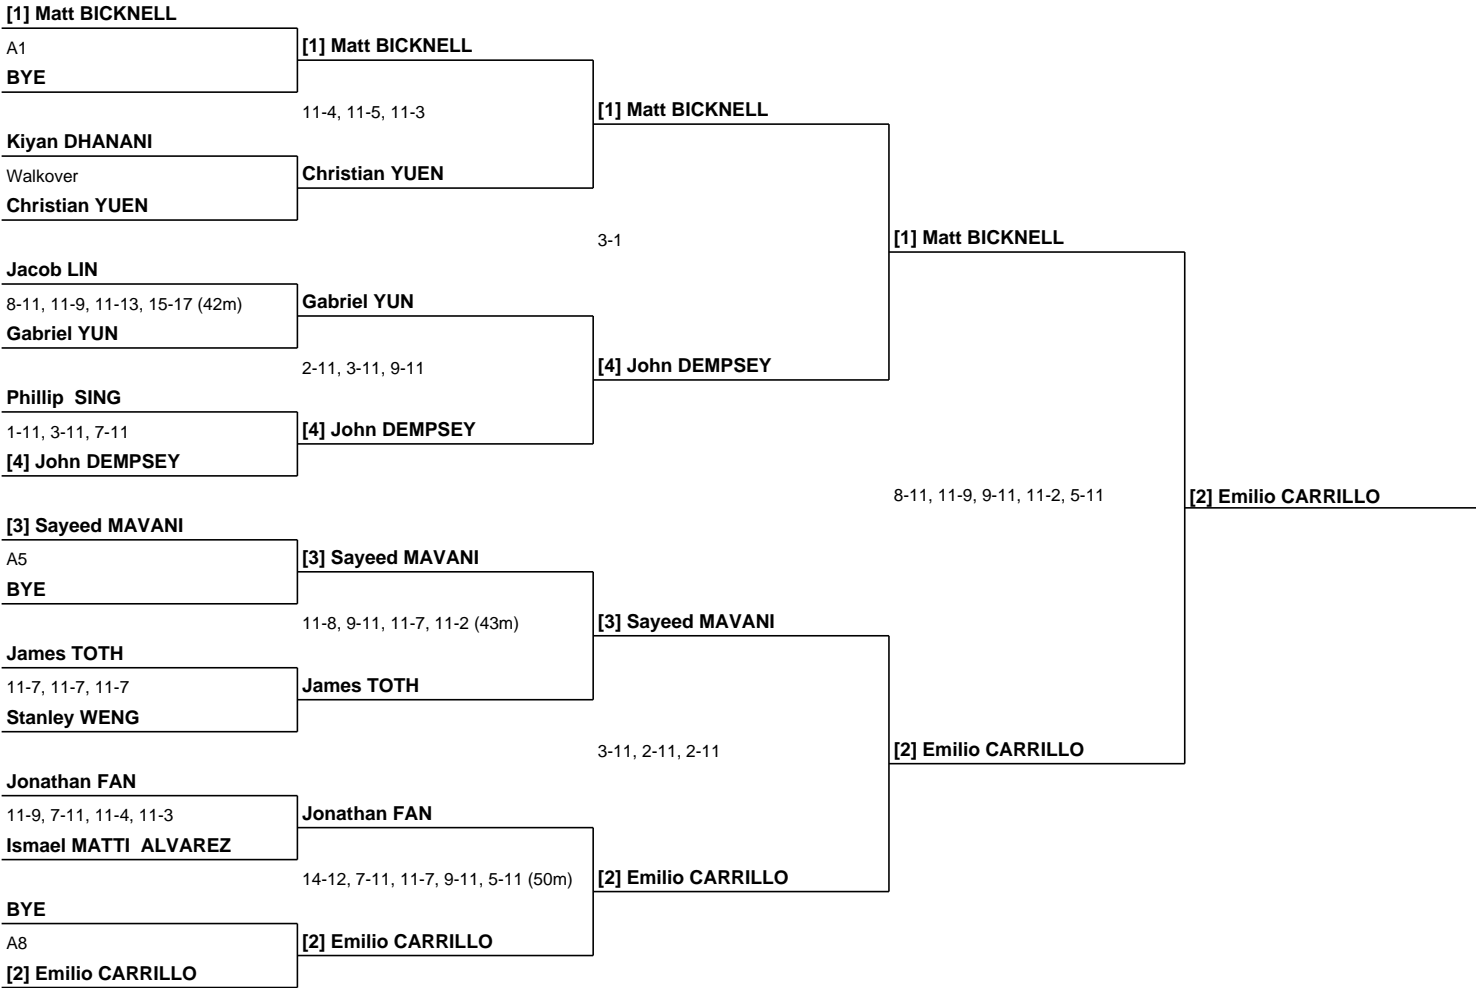 [1] Matt BICKNELL
A1
BYE
Kiyan DHANANI
Walkover
Christian YUEN
Jacob LIN
8-11, 11-9, 11-13, 15-17 (42m)
Gabriel YUN
Phillip  SING
1-11, 3-11, 7-11
[4] John DEMPSEY
[3] Sayeed MAVANI
A5
BYE
James TOTH
11-7, 11-7, 11-7
Stanley WENG
Jonathan FAN
11-9, 7-11, 11-4, 11-3
Ismael MATTI  ALVAREZ
BYE
A8
[2] Emilio CARRILLO
[1] Matt BICKNELL
11-4, 11-5, 11-3
Christian YUEN
Gabriel YUN
2-11, 3-11, 9-11
[4] John DEMPSEY
[3] Sayeed MAVANI
11-8, 9-11, 11-7, 11-2 (43m)
James TOTH
Jonathan FAN
14-12, 7-11, 11-7, 9-11, 5-11 (50m)
[2] Emilio CARRILLO
[1] Matt BICKNELL
3-1
[4] John DEMPSEY
[3] Sayeed MAVANI
3-11, 2-11, 2-11
[2] Emilio CARRILLO
[1] Matt BICKNELL
8-11, 11-9, 9-11, 11-2, 5-11
[2] Emilio CARRILLO
[2] Emilio CARRILLO